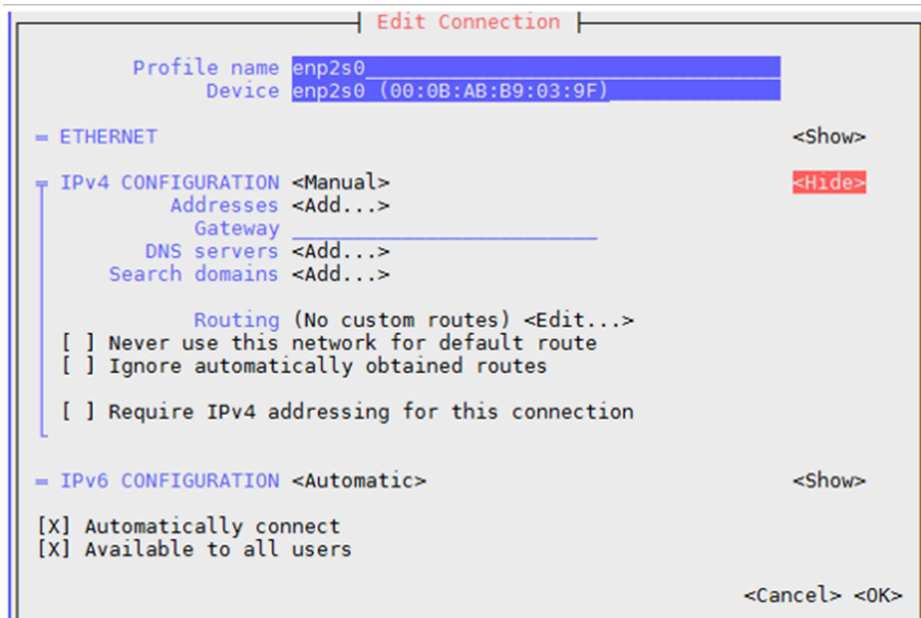 Edit Connection
Profile name enp2s0
Device enp2s0 (00:0B:AB:B9:03:9F)
= ETHERNET <Show>
= IPv4 CONFIGURATION <Manual> <Hide>
Addresses <Add...>
Gateway
DNS servers <Add...>
Search domains <Add...>
Routing (No custom routes) <Edit...>
[ ] Never use this network for default route
[ ] Ignore automatically obtained routes
[ ] Require IPv4 addressing for this connection
= IPv6 CONFIGURATION <Automatic> <Show>
[X] Automatically connect
[X] Available to all users
<Cancel> <OK>